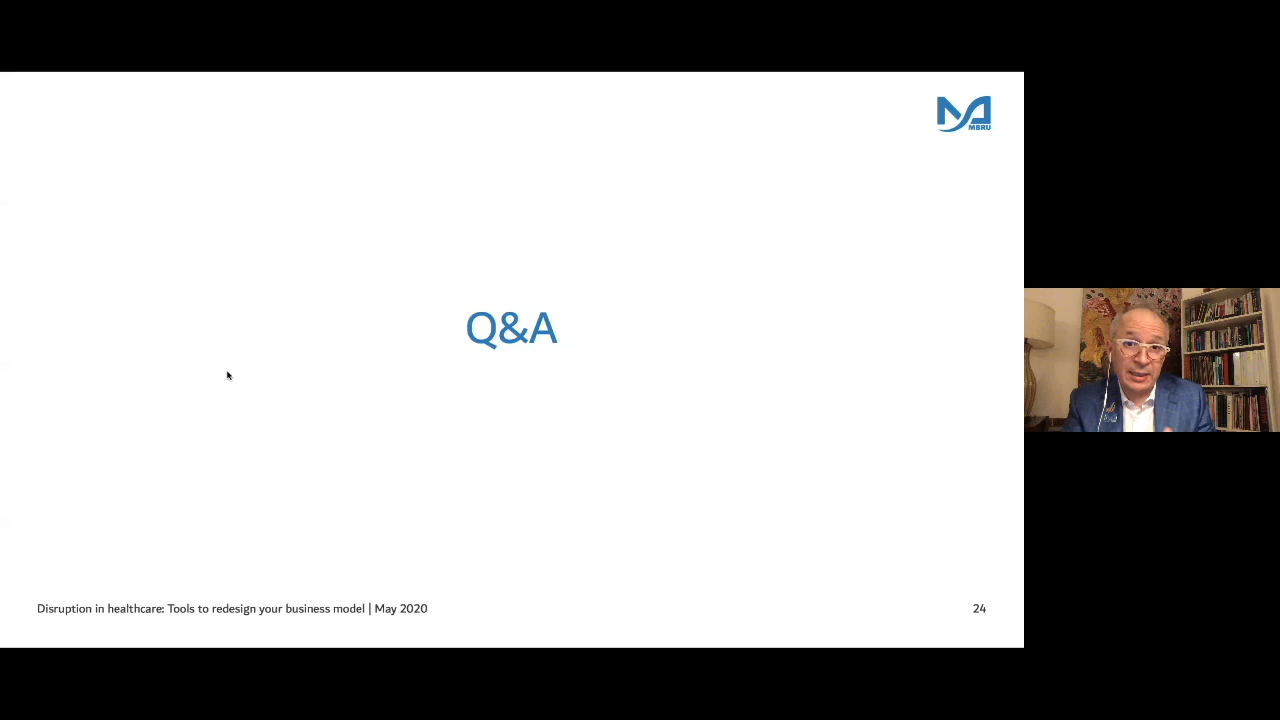 MBRU
Q&A
Disruption in healthcare: Tools to redesign your business model | May 2020
24